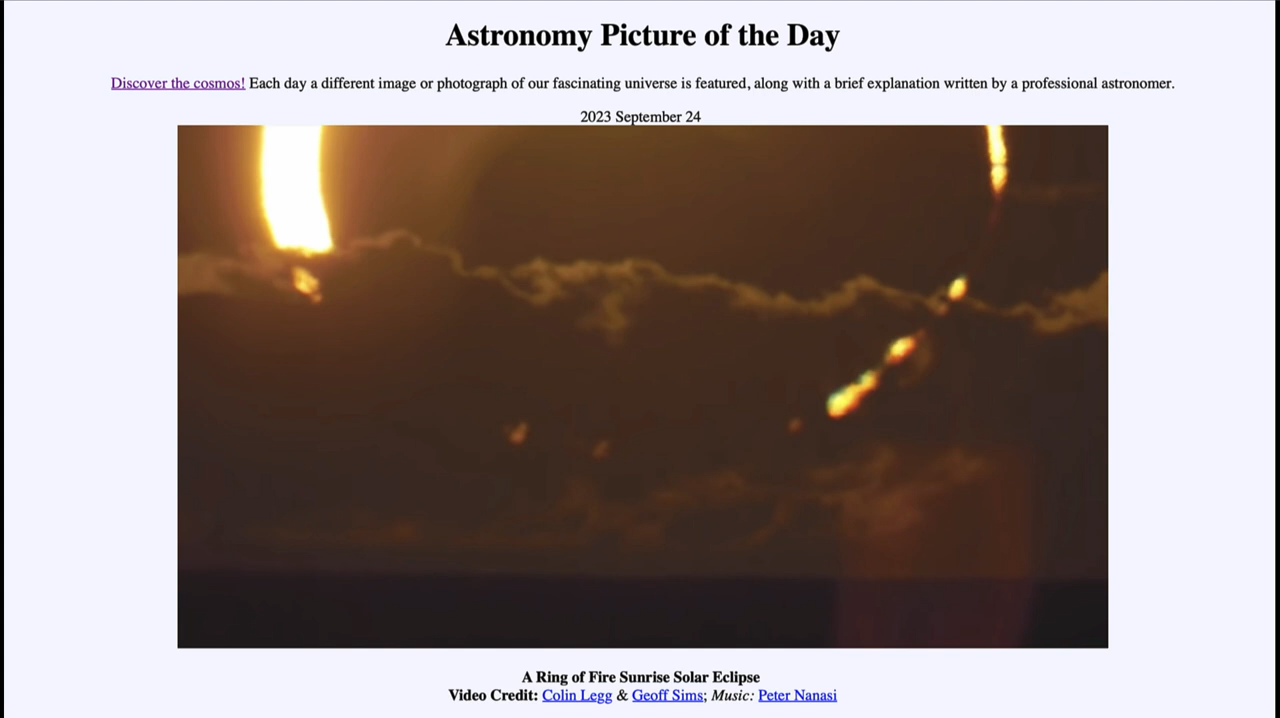 Astronomy Picture of the Day
Discover the cosmos! Each day a different image or photograph of our fascinating universe is featured, along with a brief explanation written by a professional astronomer.
2023 September 24
A Ring of Fire Sunrise Solar Eclipse
Video Credit: Colin Legg & Geoff Sims; Music: Peter Nanasi